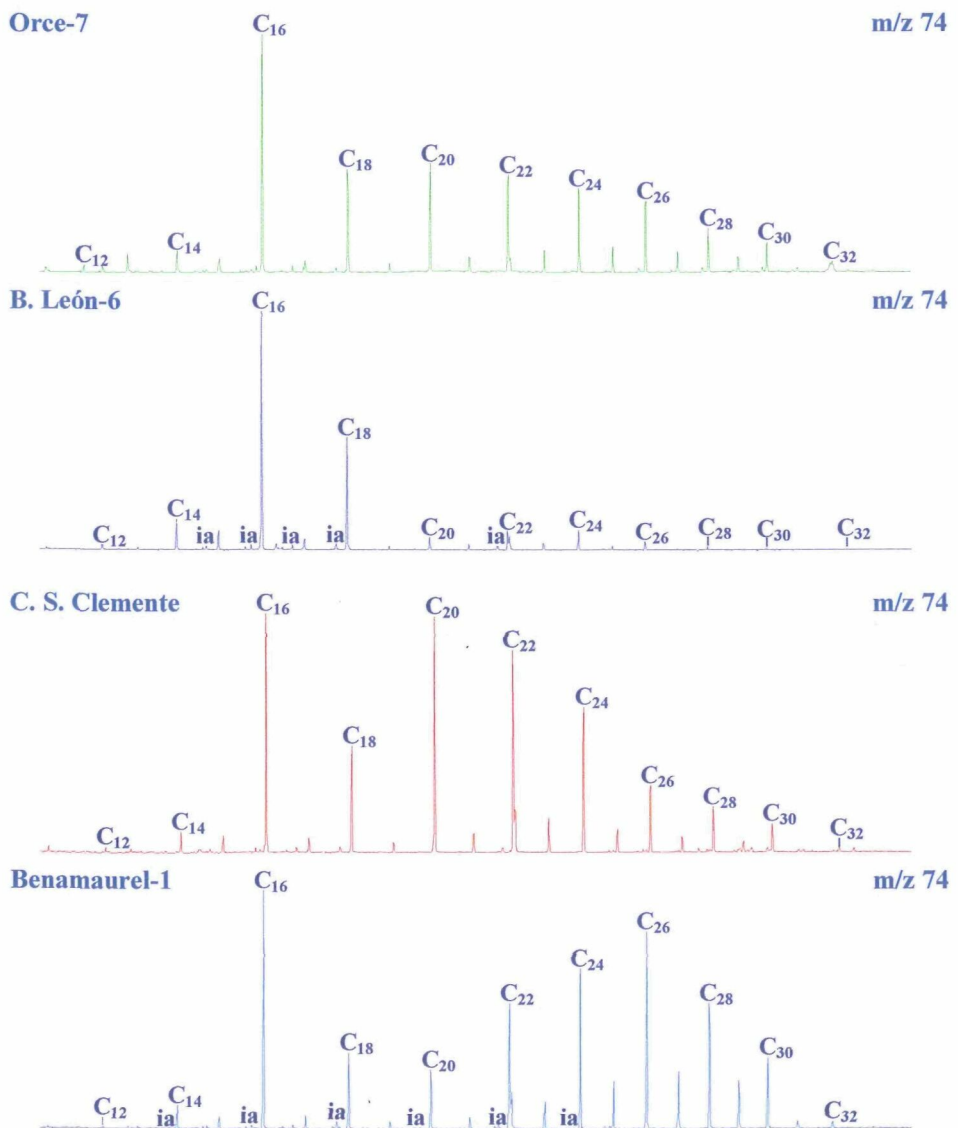 Orce-7 m/z 74
C16
C18 C20 C22 C24 C26 C28 C30 C32
C12 C14
B. León-6 m/z 74
C16
C18
C12 C14 ia ia ia ia C20 ia C22 C24 C26 C28 C30 C32
C. S. Clemente m/z 74
C16 C20
C22
C24
C18
C26
C28
C12 C14 C30 C32
Benamaurel-1 m/z 74
C16
C26
C24
C22 C28
C18 C20 C30
C12 ia C14 ia ia ia ia ia C32